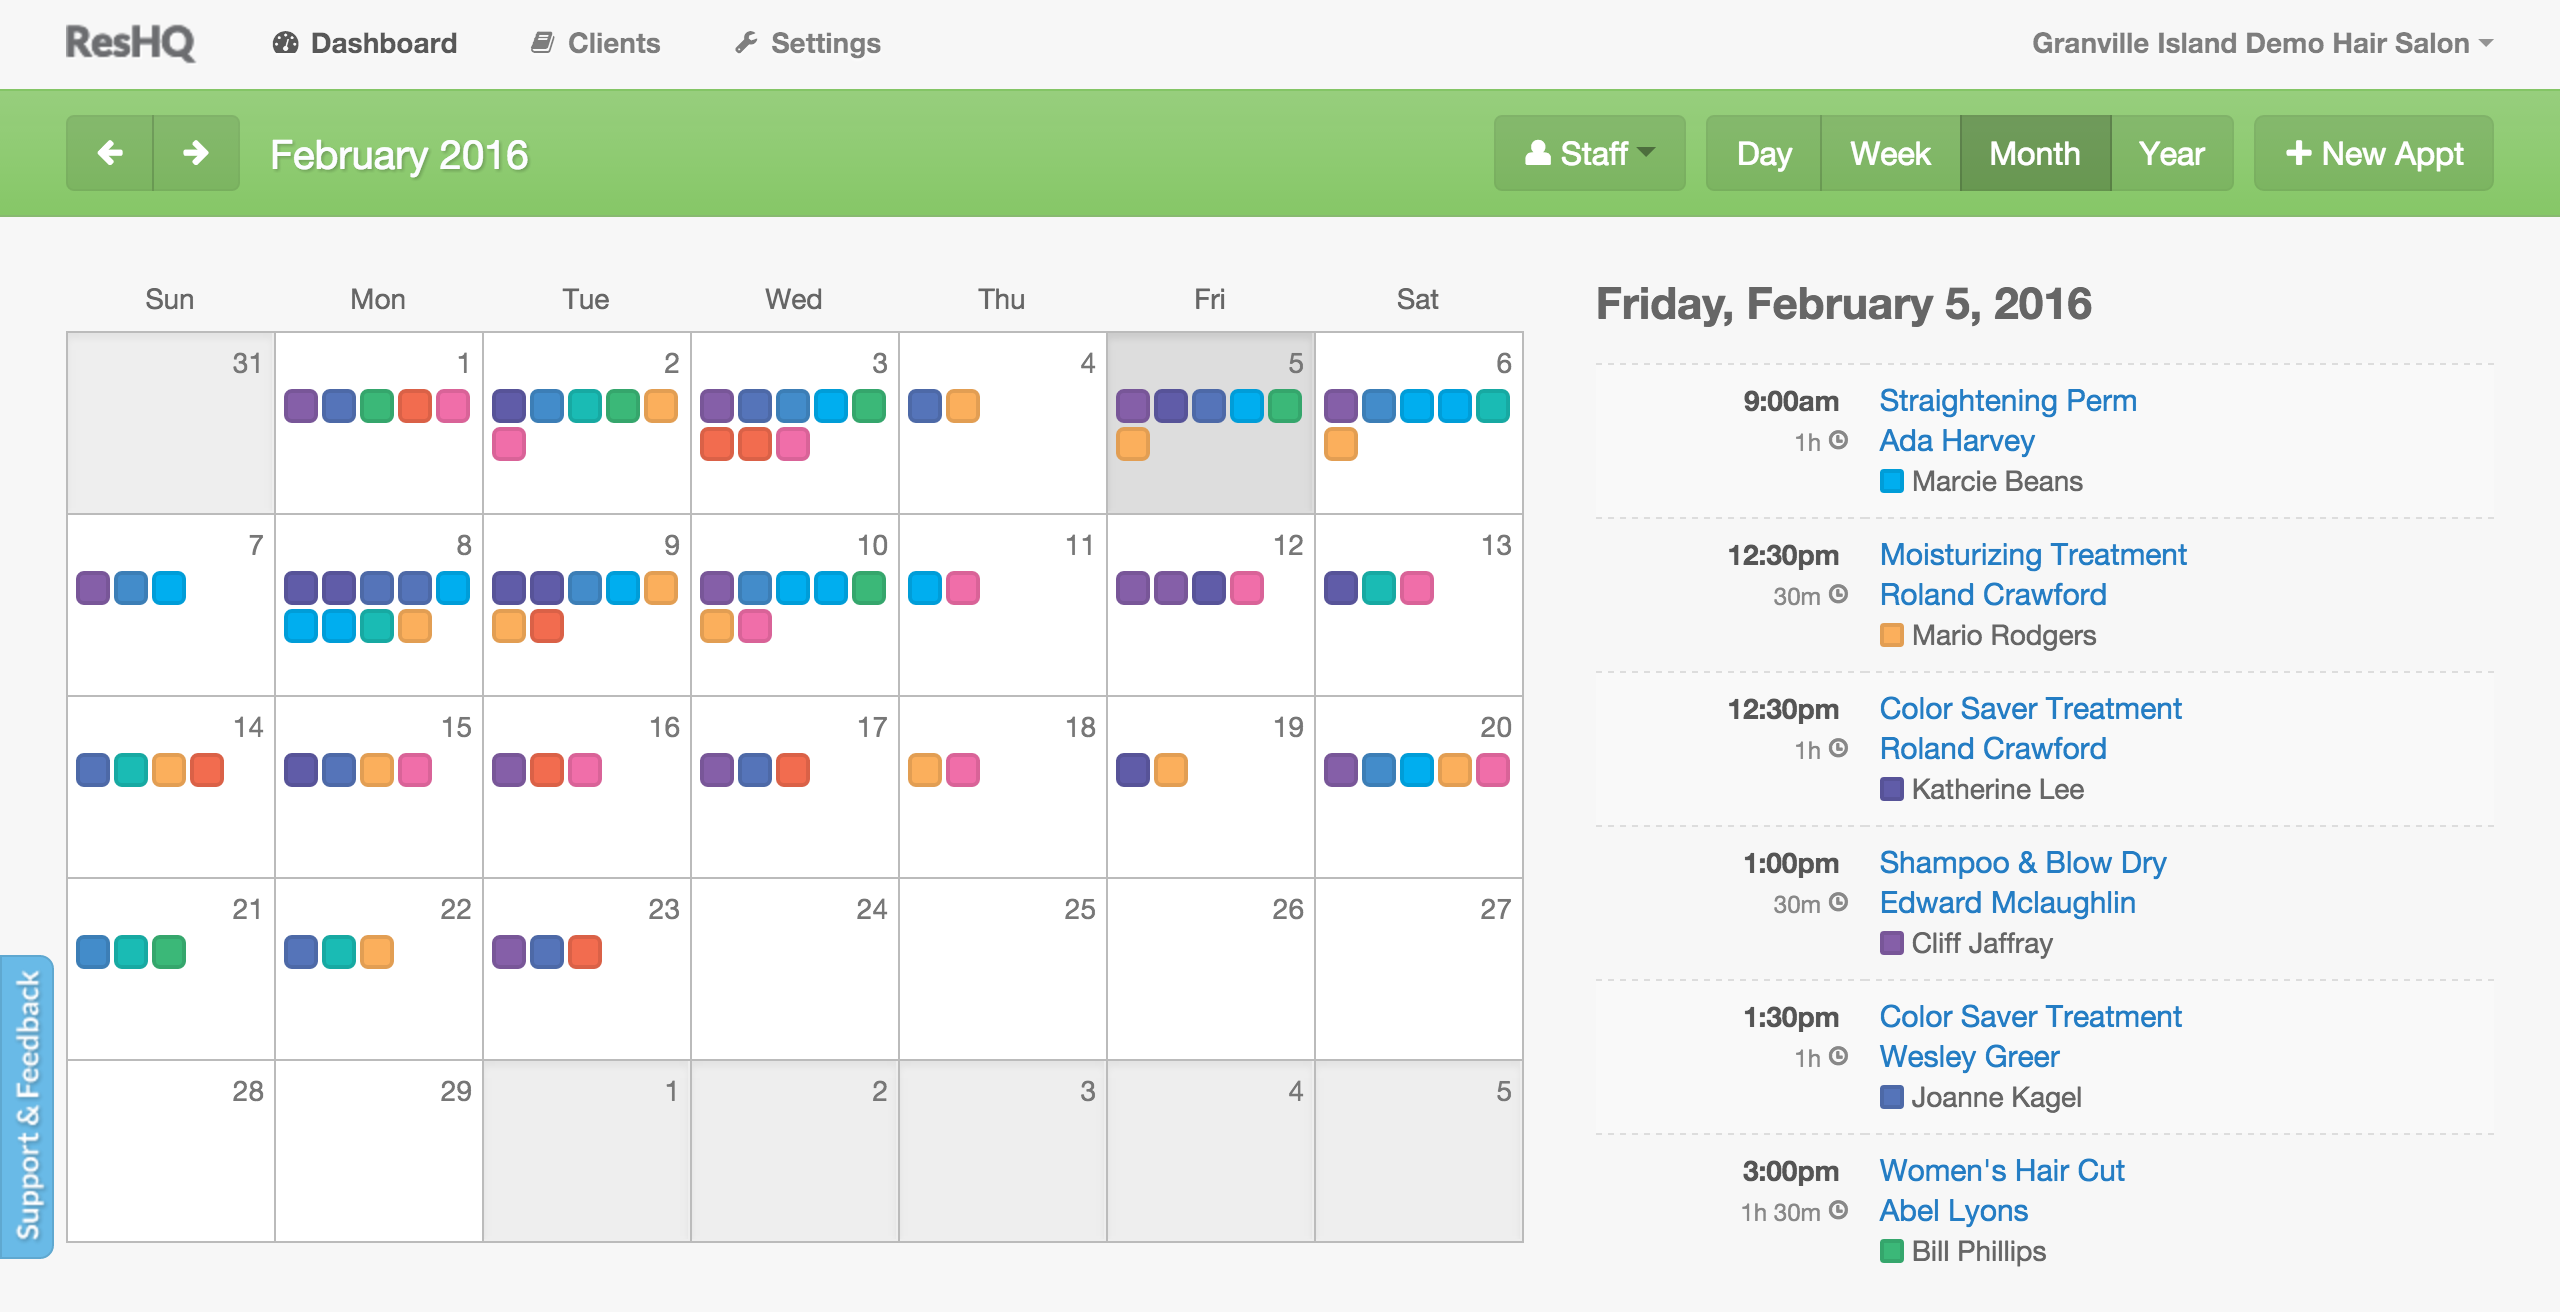 ResHQ Dashboard Clients Settings Granville Island Demo Hair Salon
February 2016 Staff Day Week Month Year New Appt
Sun Mon Tue Wed Thu Fri Sat
31 1 2 3 4 5 6
7 8 9 10 11 12 13
14 15 16 17 18 19 20
21 22 23 24 25 26 27
28 29 1 2 3 4 5
Friday, February 5, 2016
9:00am Straightening Perm
1h Ada Harvey
Marcie Beans
12:30pm Moisturizing Treatment
30m Roland Crawford
Mario Rodgers
12:30pm Color Saver Treatment
1h Roland Crawford
Katherine Lee
1:00pm Shampoo & Blow Dry
30m Edward Mclaughlin
Cliff Jaffray
1:30pm Color Saver Treatment
1h Wesley Greer
Joanne Kagel
3:00pm Women's Hair Cut
1h 30m Abel Lyons
Bill Phillips
Support & Feedback